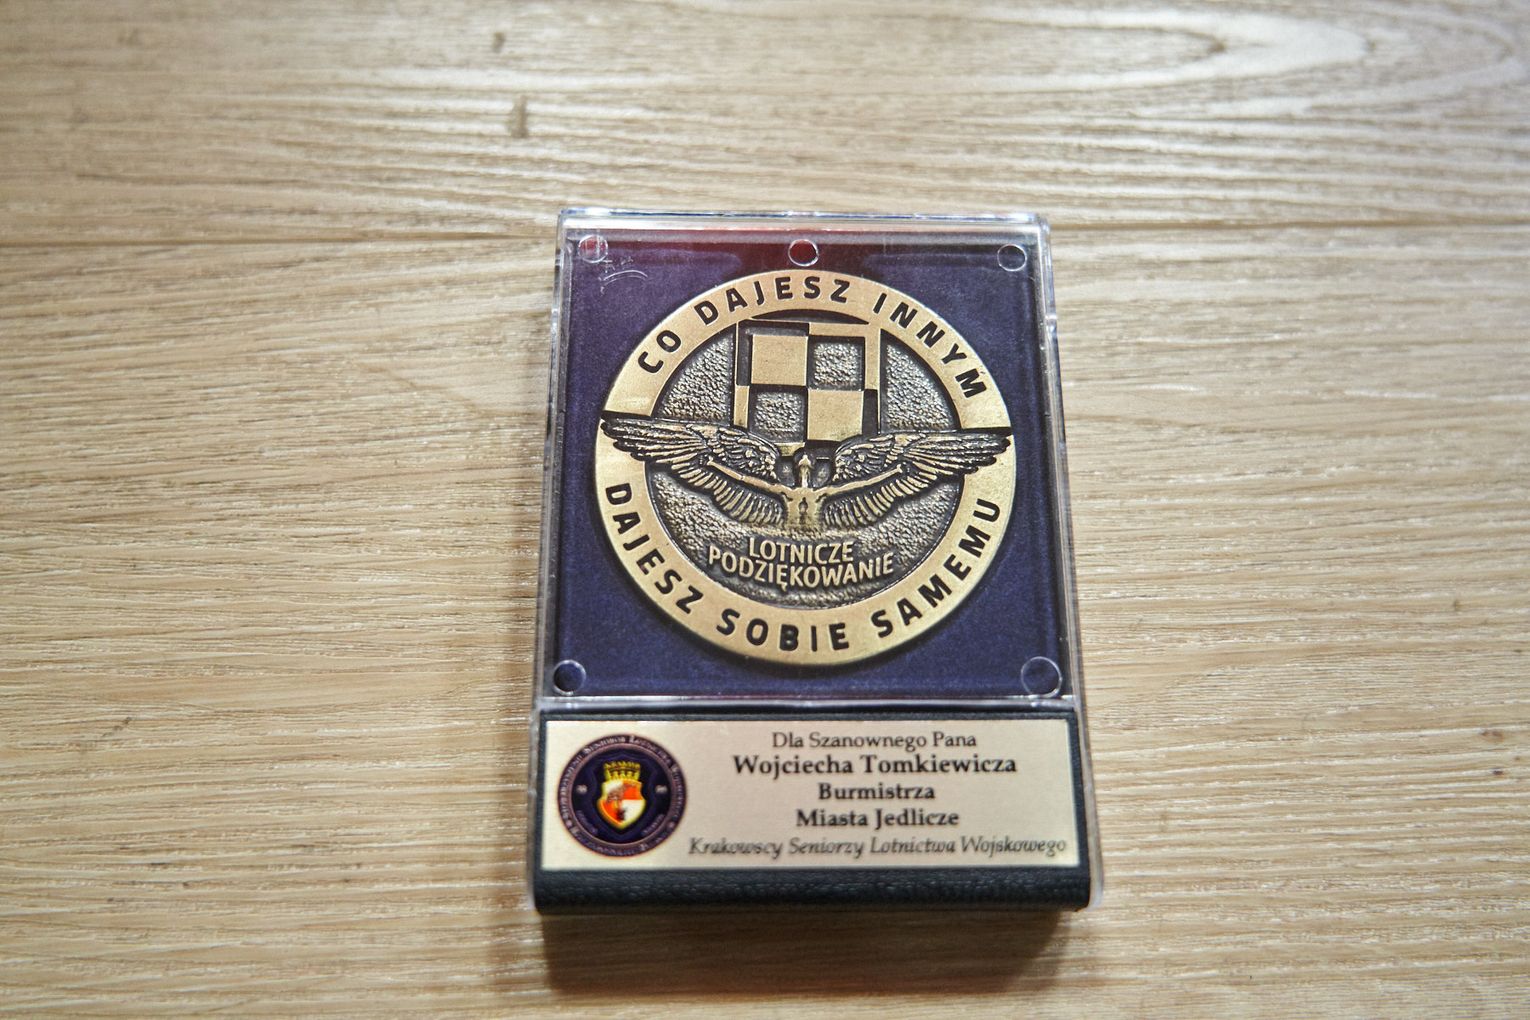 CO DAJESZ INNYM
DAJESZ SOBIE SAMEMU
LOTNICZE
PODZIĘKOWANIE
Dla Szanownego Pana
Wojciecha Tomkiewicza
Burmistrza
Miasta Jedlicze
Krakowscy Seniorzy Lotnictwa Wojskowego